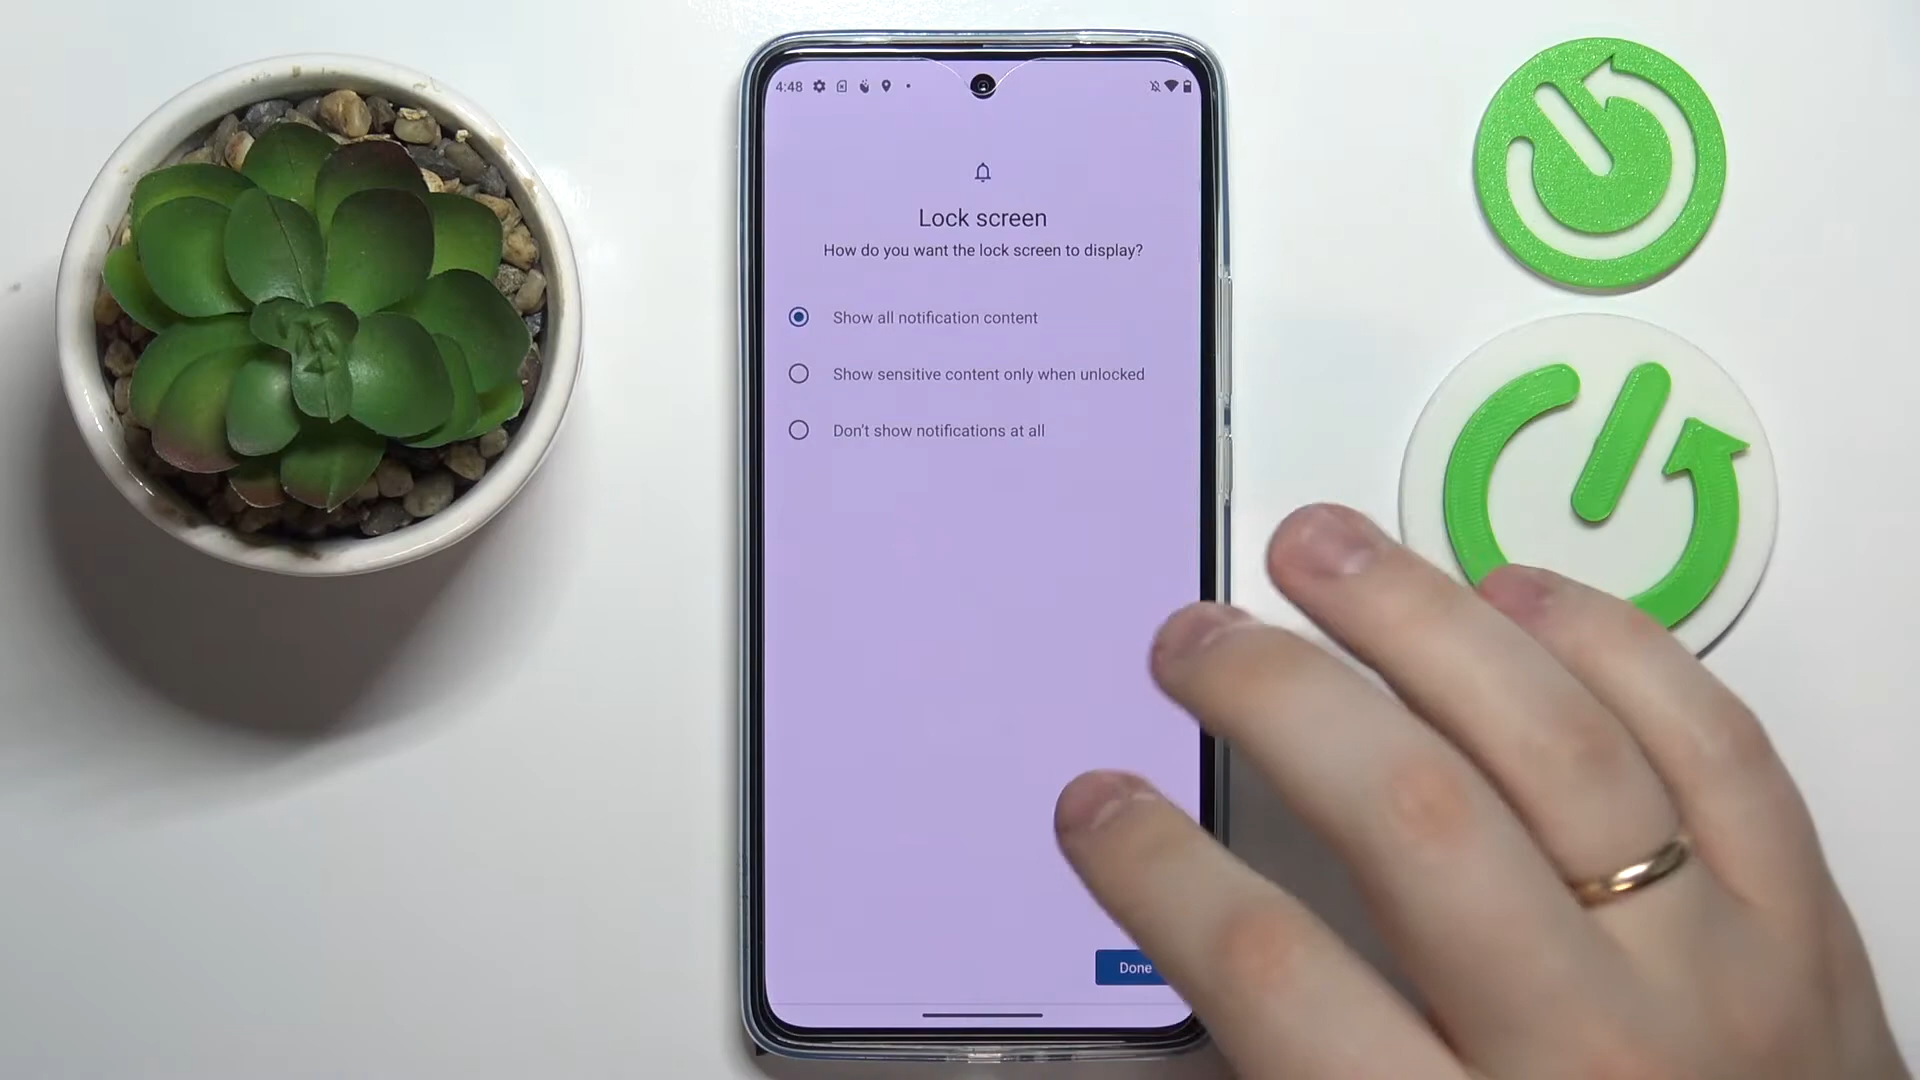 4:48
Lock screen
How do you want the lock screen to display?
Show all notification content
Show sensitive content only when unlocked
Don't show notifications at all
Done